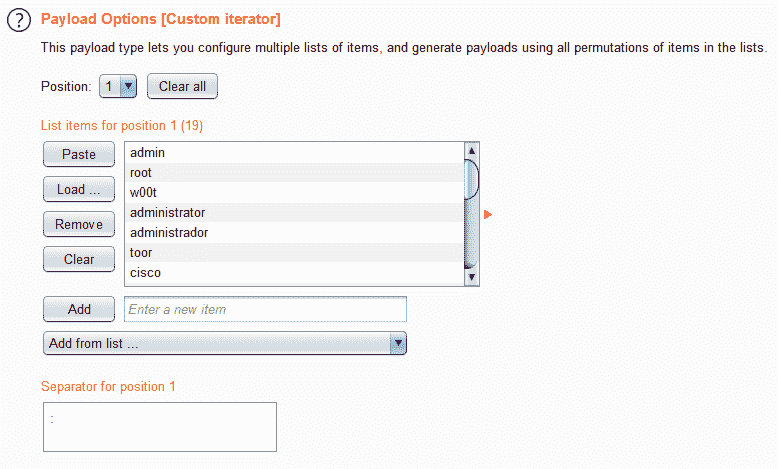 ?
Payload Options [Custom iterator]
This payload type lets you configure multiple lists of items, and generate payloads using all permutations of items in the lists.
Position: 1 Clear all
List items for position 1 (19)
Paste
Load ...
Remove
Clear
admin
root
w00t
administrator
administrador
toor
cisco
Add Enter a new item
Add from list ...
Separator for position 1
: